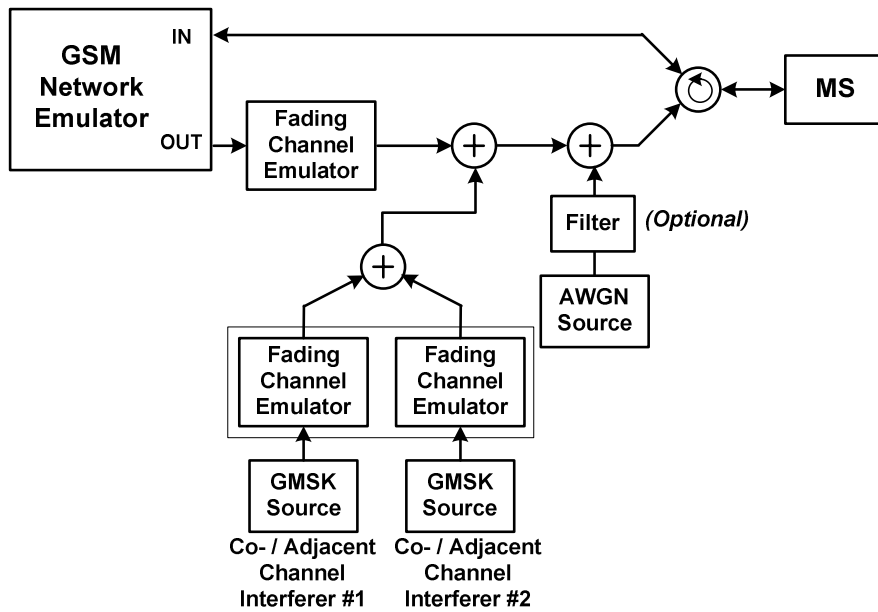 GSM
Network
Emulator
IN
OUT
Fading
Channel
Emulator
+
+
MS
Filter
(Optional)
AWGN
Source
+
Fading
Channel
Emulator
Fading
Channel
Emulator
GMSK
Source
GMSK
Source
Co- / Adjacent
Channel
Interferer #1
Co- / Adjacent
Channel
Interferer #2